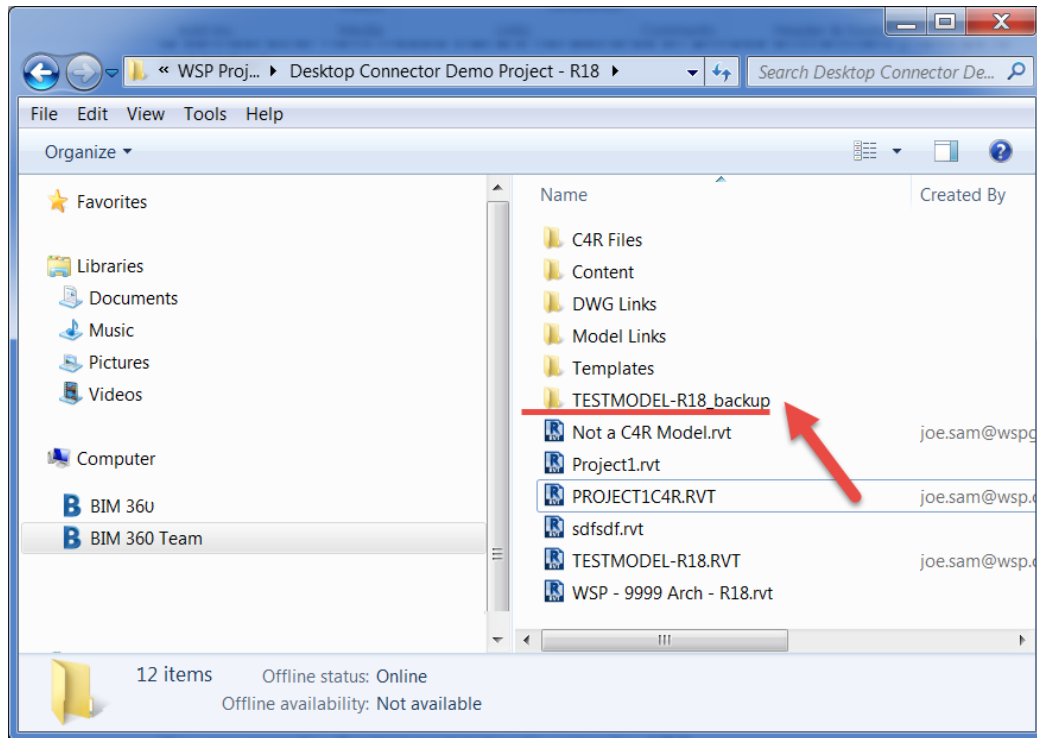 « WSP Proj... Desktop Connector Demo Project - R18
Search Desktop Connector De...
File Edit View Tools Help
Organize
Favorites
Libraries
Documents
Music
Pictures
Videos
Computer
BIM 360
BIM 360 Team
Name Created By
C4R Files
Content
DWG Links
Model Links
Templates
TESTMODEL-R18_backup
Not a C4R Model.rvt joe.sam@wspg
Project1.rvt
PROJECT1C4R.RVT joe.sam@wsp.c
sdfsdf.rvt
TESTMODEL-R18.RVT joe.sam@wsp.c
WSP - 9999 Arch - R18.rvt
12 items Offline status: Online
Offline availability: Not available